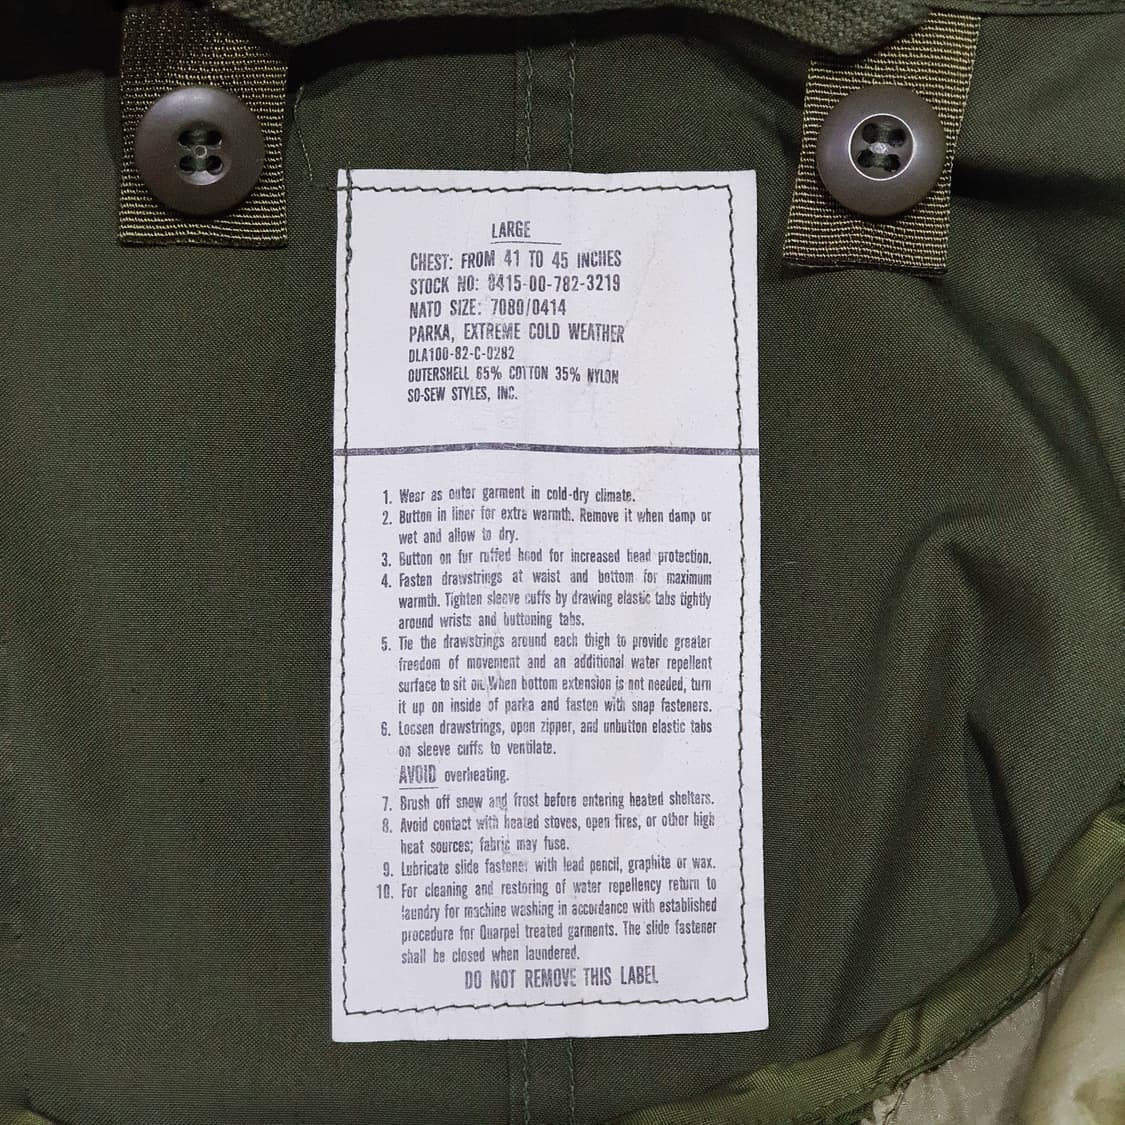 LARGE
CHEST: FROM 41 TO 45 INCHES
STOCK NO: 8415-00-782-3219
NATO SIZE: 7080/0414
PARKA, EXTREME COLD WEATHER
DLA100-82-C-0282
OUTERSHELL 65% COTTON 35% NYLON
SO-SEW STYLES, INC.
1. Wear as outer garment in cold-dry climate.
2. Button in liner for extra warmth. Remove it when damp or
wet and allow to dry.
3. Button on fur ruffed hood for increased head protection.
4. Fasten drawstrings at waist and bottom for maximum
warmth. Tighten sleeve cuffs by drawing elastic tabs tightly
around wrists and buttoning tabs.
5. Tie the drawstrings around each thigh to provide greater
freedom of movement and an additional water repellent
surface to sit on. When bottom extension is not needed, turn
it up on inside of parka and fasten with snap fasteners.
6. Loosen drawstrings, open zipper, and unbutton elastic tabs
on sleeve cuffs to ventilate.
AVOID overheating.
7. Brush off snow and frost before entering heated shelters.
8. Avoid contact with heated stoves, open fires, or other high
heat sources; fabric may fuse.
9. Lubricate slide fastener with lead pencil, graphite or wax.
10. For cleaning and restoring of water repellency return to
laundry for machine washing in accordance with established
procedure for Quarpel treated garments. The slide fastener
shall be closed when laundered.
DO NOT REMOVE THIS LABEL